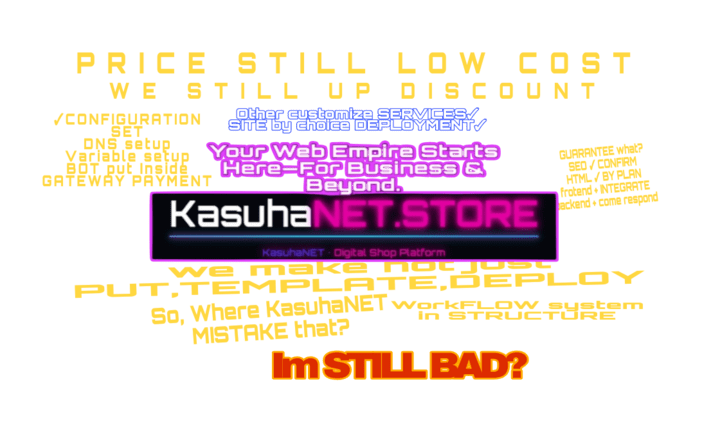 PRICE STILL LOW COST
WE STILL UP DISCOUNT
Other customize SERVICES✓
SITE by choice DEPLOYMENT✓
✓CONFIGURATION
SET
DNS setup
Variable setup
BOT put inside
GATEWAY PAYMENT
Your Web Empire Starts
Here—For Business &
Beyond.
GUARANTEE what?
SEO ✓ CONFIRM
HTML ✓ BY PLAN
frotend + INTEGRATE
ackend + come respond
KasuhaNET.STORE
KasuhaNET - Digital Shop Platform
we make not just
PUT,TEMPLATE,DEPLOY
So, Where KasuhaNET
MISTAKE that?
WorkFLOW system
in STRUCTURE
Im STILL BAD?